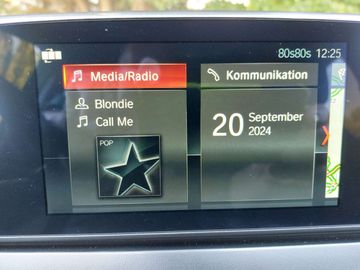 80s80s 12:25
Media/Radio
Blondie
Call Me
POP
Kommunikation
20 September
2024